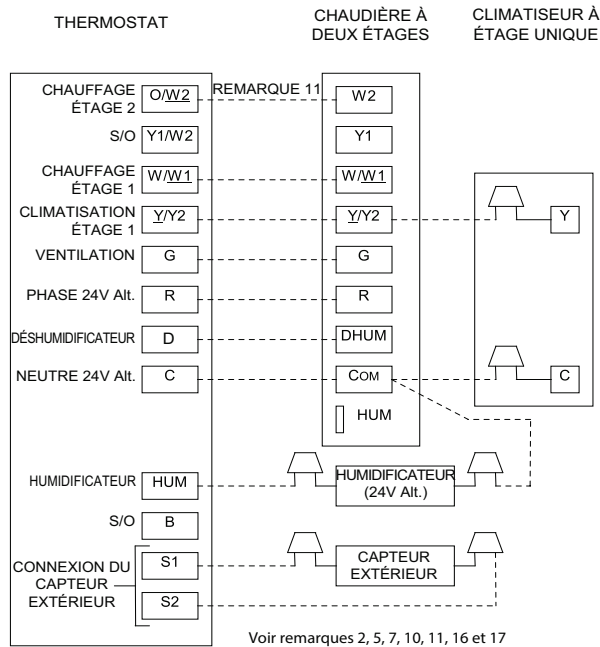 THERMOSTAT
CHAUDIÈRE À
DEUX ÉTAGES
CLIMATISEUR À
ÉTAGE UNIQUE
CHAUFFAGE
ÉTAGE 2
O/W2
REMARQUE 11
W2
S/O
Y1/W2
Y1
CHAUFFAGE
ÉTAGE 1
W/W1
W/W1
CLIMATISATION
ÉTAGE 1
Y/Y2
Y/Y2
Y
VENTILATION
G
G
PHASE 24V Alt.
R
R
DÉSHUMIDIFICATEUR
D
DHUM
NEUTRE 24V Alt.
C
COM
C
HUM
HUMIDIFICATEUR
HUM
HUMIDIFICATEUR
(24V Alt.)
S/O
B
CONNEXION DU
CAPTEUR
EXTÉRIEUR
S1
CAPTEUR
EXTÉRIEUR
S2
Voir remarques 2, 5, 7, 10, 11, 16 et 17